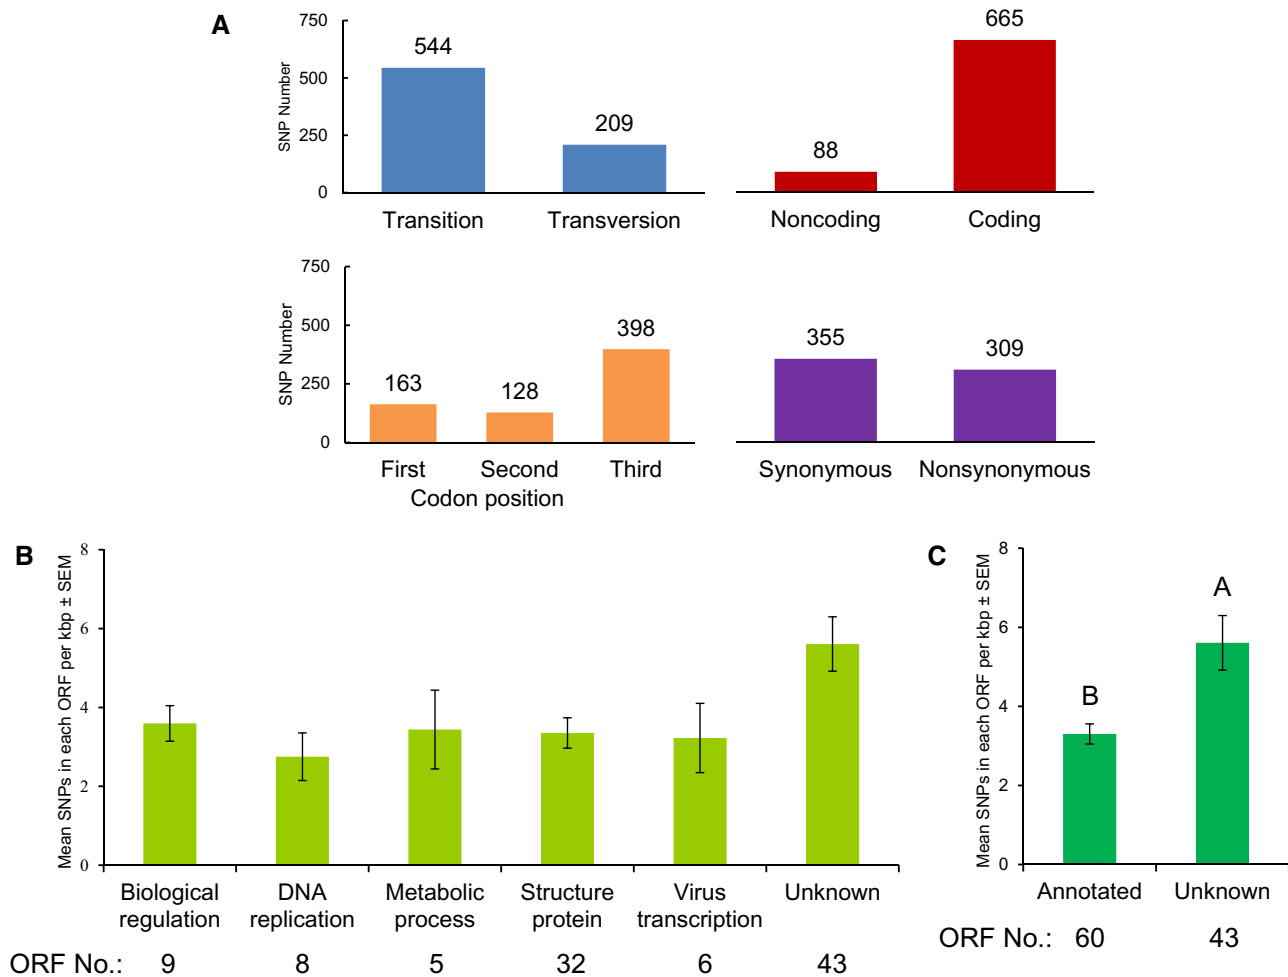 A
SNP Number
750
500
250
0
544
209
Transition Transversion
88
665
Noncoding Coding
SNP Number
750
500
250
0
163
128
398
First Second Third
Codon position
355
309
Synonymous Nonsynonymous
B
Mean SNPs in each ORF per kbp ± SEM
8
6
4
2
0
Biological regulation
DNA replication
Metabolic process
Structure protein
Virus transcription
Unknown
ORF No.: 9 8 5 32 6 43
C
Mean SNPs in each ORF per kbp ± SEM
8
6
4
2
0
B
A
Annotated Unknown
ORF No.: 60 43